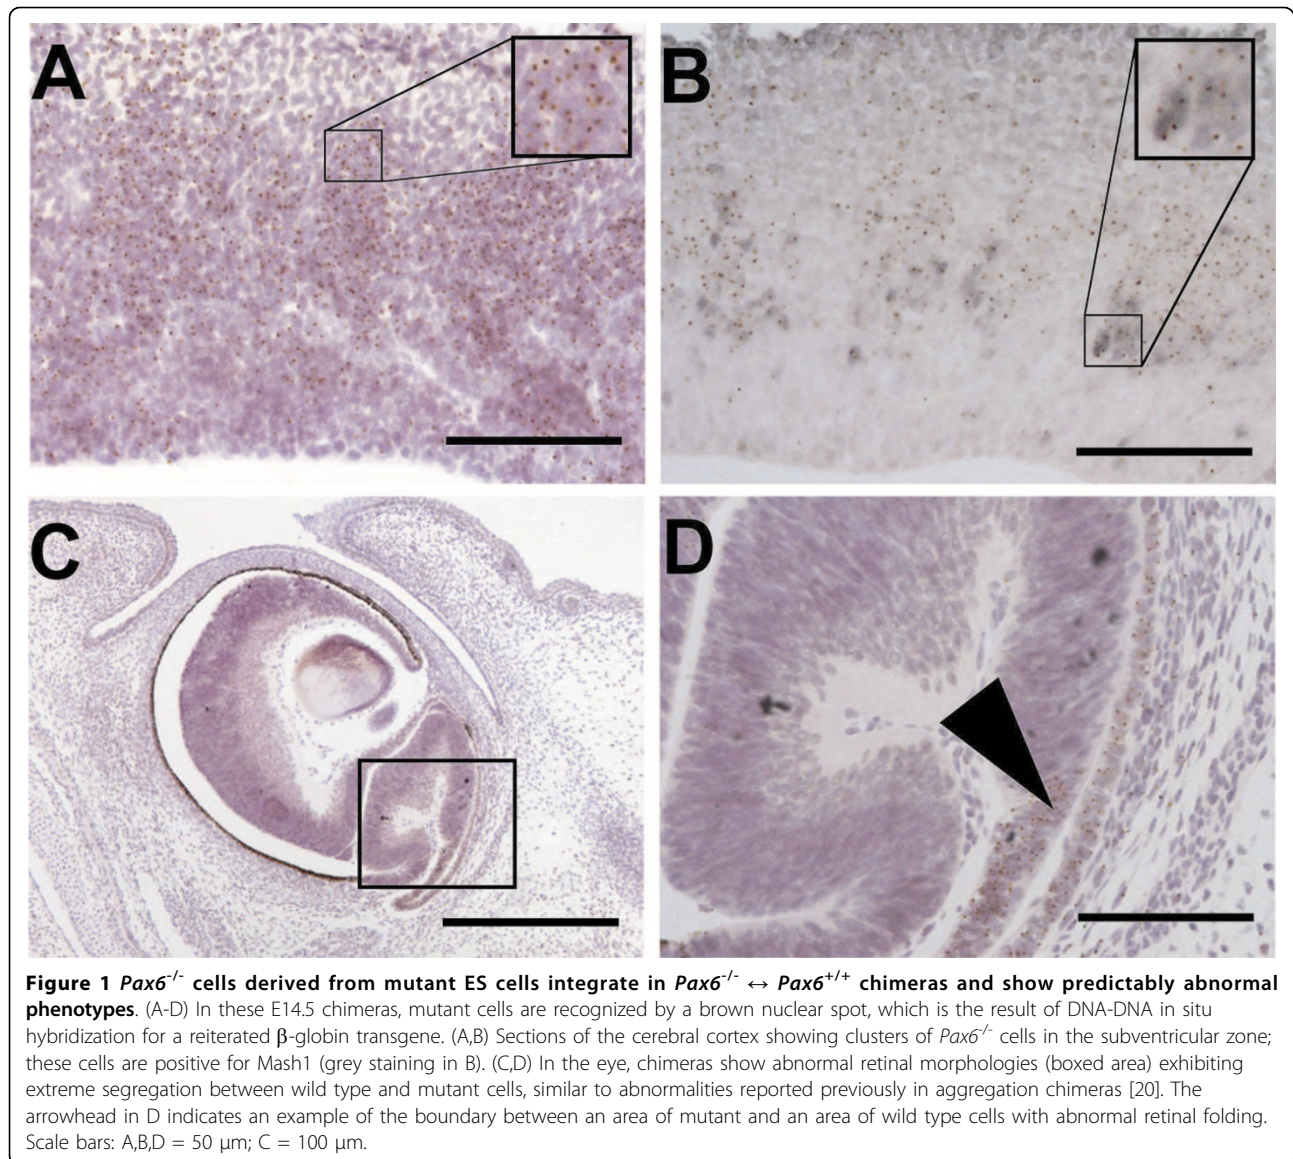 A
B
C
D
Figure 1 Pax6-/- cells derived from mutant ES cells integrate in Pax6-/- ↔ Pax6+/+ chimeras and show predictably abnormal
phenotypes. (A-D) In these E14.5 chimeras, mutant cells are recognized by a brown nuclear spot, which is the result of DNA-DNA in situ
hybridization for a reiterated β-globin transgene. (A,B) Sections of the cerebral cortex showing clusters of Pax6-/- cells in the subventricular zone;
these cells are positive for Mash1 (grey staining in B). (C,D) In the eye, chimeras show abnormal retinal morphologies (boxed area) exhibiting
extreme segregation between wild type and mutant cells, similar to abnormalities reported previously in aggregation chimeras [20]. The
arrowhead in D indicates an example of the boundary between an area of mutant and an area of wild type cells with abnormal retinal folding.
Scale bars: A,B,D = 50 μm; C = 100 μm.